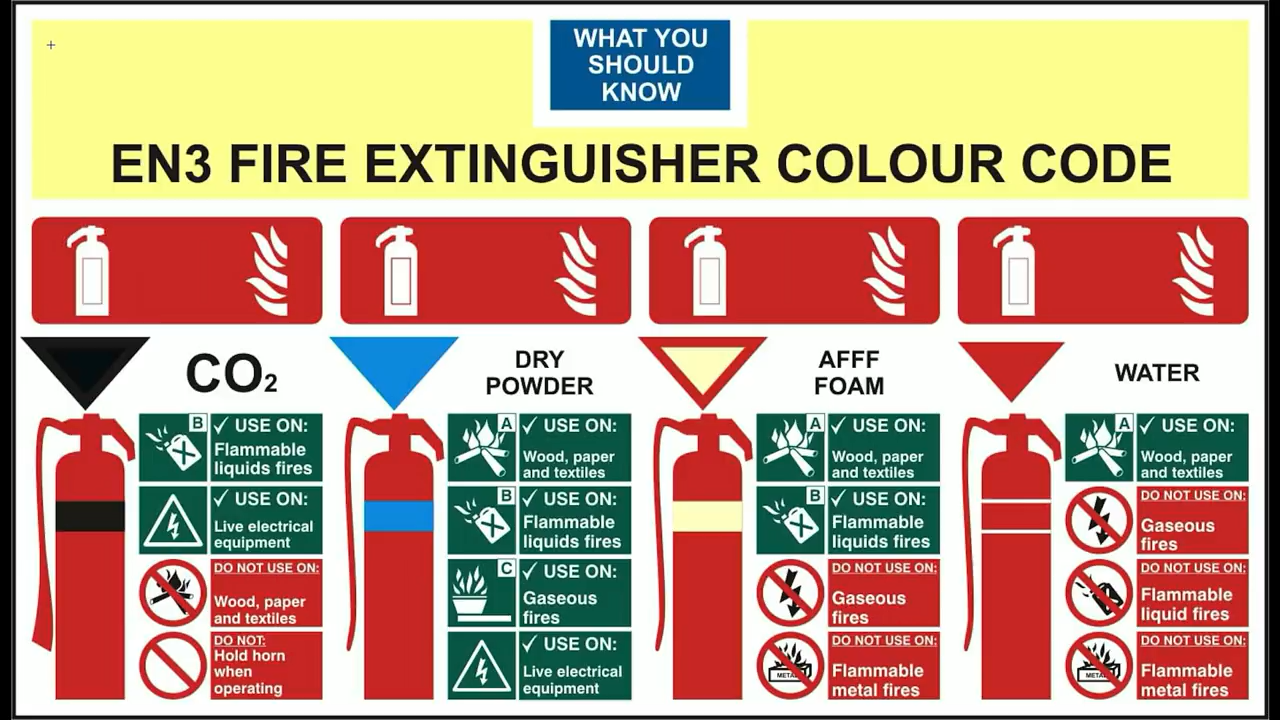 WHAT YOU
SHOULD
KNOW
EN3 FIRE EXTINGUISHER COLOUR CODE
CO₂
B
✓ USE ON:
Flammable
liquids fires
✓ USE ON:
Live electrical
equipment
DO NOT USE ON:
Wood, paper
and textiles
DO NOT:
Hold horn
when
operating
DRY
POWDER
A
✓ USE ON:
Wood, paper
and textiles
B
✓ USE ON:
Flammable
liquids fires
C
✓ USE ON:
Gaseous
fires
✓ USE ON:
Live electrical
equipment
AFFF
FOAM
A
✓ USE ON:
Wood, paper
and textiles
B
✓ USE ON:
Flammable
liquids fires
DO NOT USE ON:
Gaseous
fires
METAL
DO NOT USE ON:
Flammable
metal fires
WATER
A
✓ USE ON:
Wood, paper
and textiles
DO NOT USE ON:
Gaseous
fires
DO NOT USE ON:
Flammable
liquid fires
METAL
DO NOT USE ON:
Flammable
metal fires